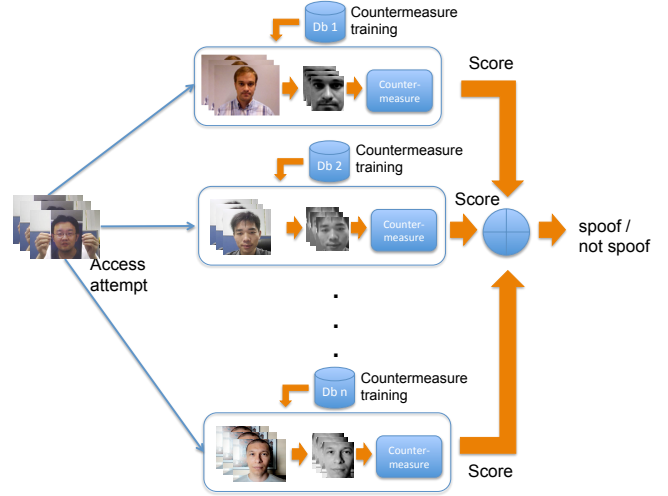 Db 1
Countermeasure
training
Counter-
measure
Score
Db 2
Countermeasure
training
Counter-
measure
Score
Access
attempt
spoof /
not spoof
.
.
.
Db n
Countermeasure
training
Counter-
measure
Score